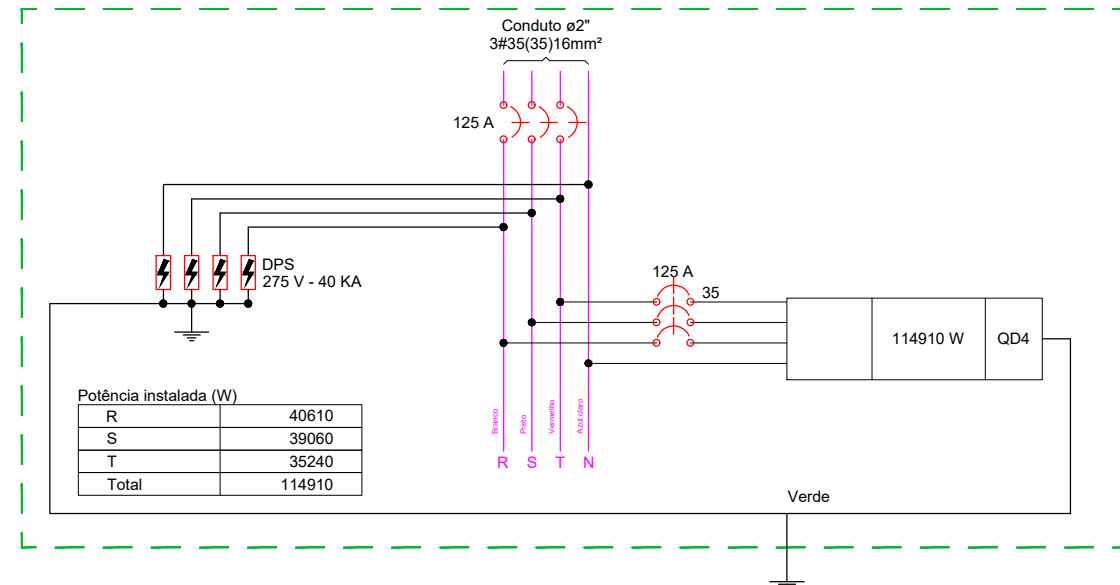 Conduto ø2"
3#35(35)16mm²
125 A
DPS
275 V - 40 KA
125 A
35
114910 W
QD4
Potência instalada (W)
R 40610
S 39060
T 35240
Total 114910
Branco
Preto
Vermelho
Azul claro
R S T N
Verde